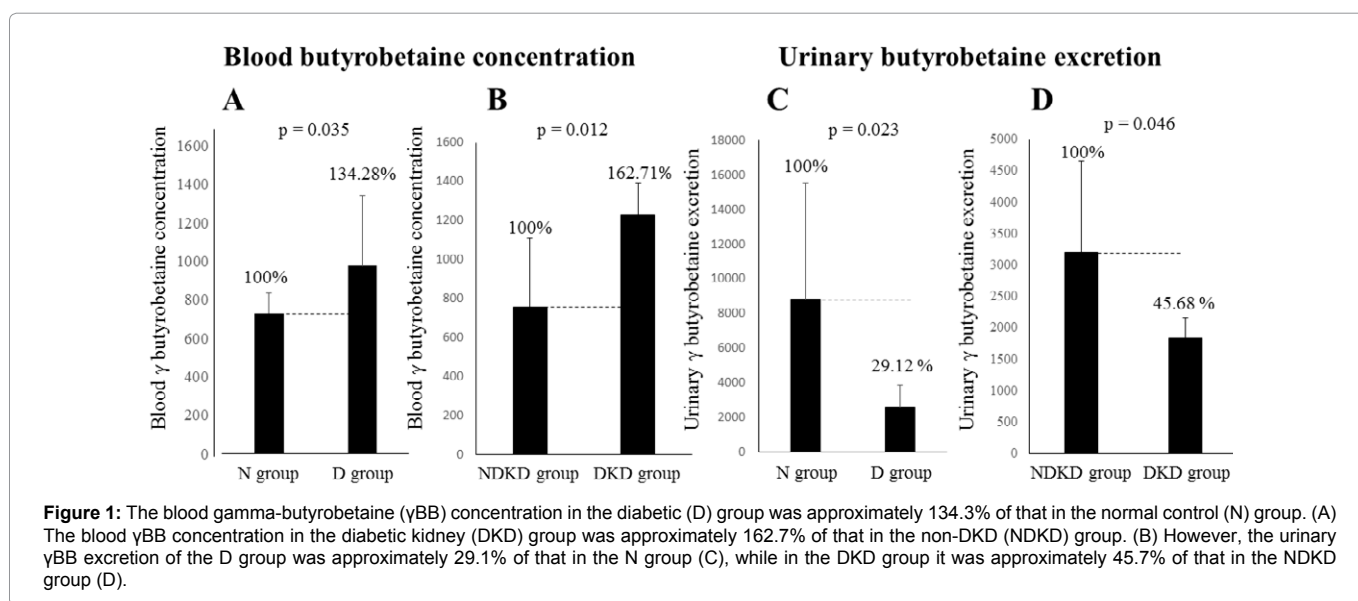 Blood butyrobetaine concentration
Urinary butyrobetaine excretion
A
p = 0.035
Blood γ butyrobetaine concentration
1600
1400
1200
1000
800
600
400
200
0
100%
134.28%
N group
D group
B
p = 0.012
Blood γ butyrobetaine concentration
1600
1400
1200
1000
800
600
400
200
0
100%
162.71%
NDKD group
DKD group
C
p = 0.023
Urinary γ butyrobetaine excretion
18000
16000
14000
12000
10000
8000
6000
4000
2000
0
100%
29.12 %
N group
D group
D
p = 0.046
Urinary γ butyrobetaine excretion
5000
4500
4000
3500
3000
2500
2000
1500
1000
500
0
100%
45.68 %
NDKD group
DKD group
Figure 1: The blood gamma-butyrobetaine (γBB) concentration in the diabetic (D) group was approximately 134.3% of that in the normal control (N) group. (A)
The blood γBB concentration in the diabetic kidney (DKD) group was approximately 162.7% of that in the non-DKD (NDKD) group. (B) However, the urinary
γBB excretion of the D group was approximately 29.1% of that in the N group (C), while in the DKD group it was approximately 45.7% of that in the NDKD
group (D).